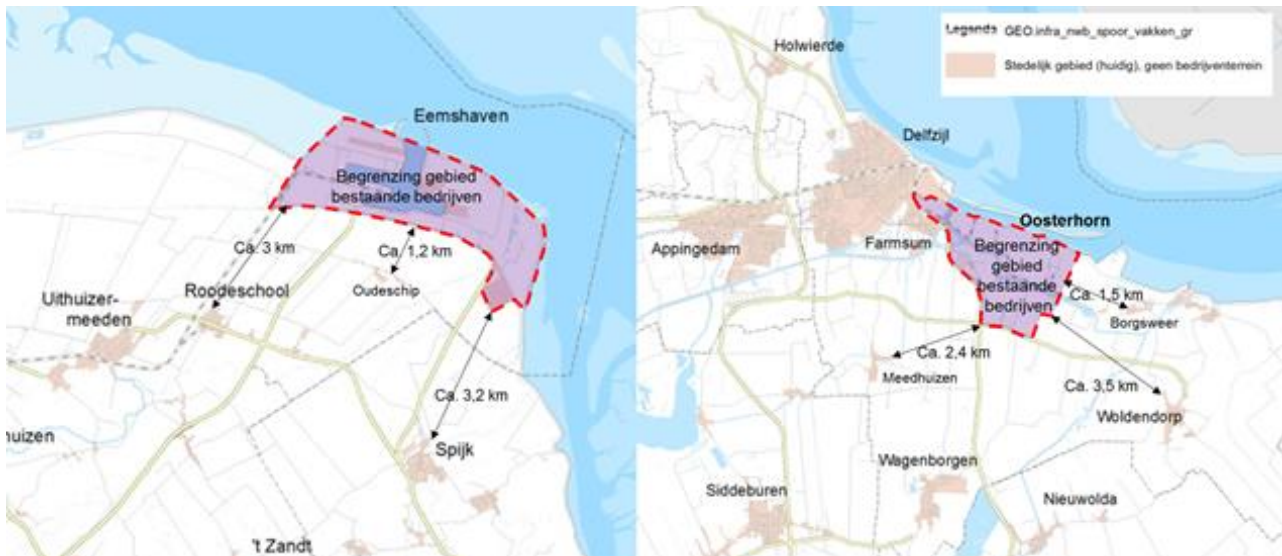 Eemshaven
Begrenzing gebied
bestaande bedrijven
Ca. 3 km
Ca. 1,2 km
Roodeschool
Oudeschip
Uithuizer-
meeden
Ca. 3,2 km
huizen
Spijk
't Zandt
Legenda GEO.infra_nwb_spoor_vakken_gr
Stedelijk gebied (huidig), geen bedrijventerrein
Holwierde
Delfzijl
Oosterhorn
Appingedam
Farmsum
Begrenzing
gebied
bestaande
bedrijven
Ca. 1,5 km
Borgsweer
Ca. 2,4 km
Meedhuizen
Ca. 3,5 km
Woldendorp
Wagenborgen
Siddeburen
Nieuwolda